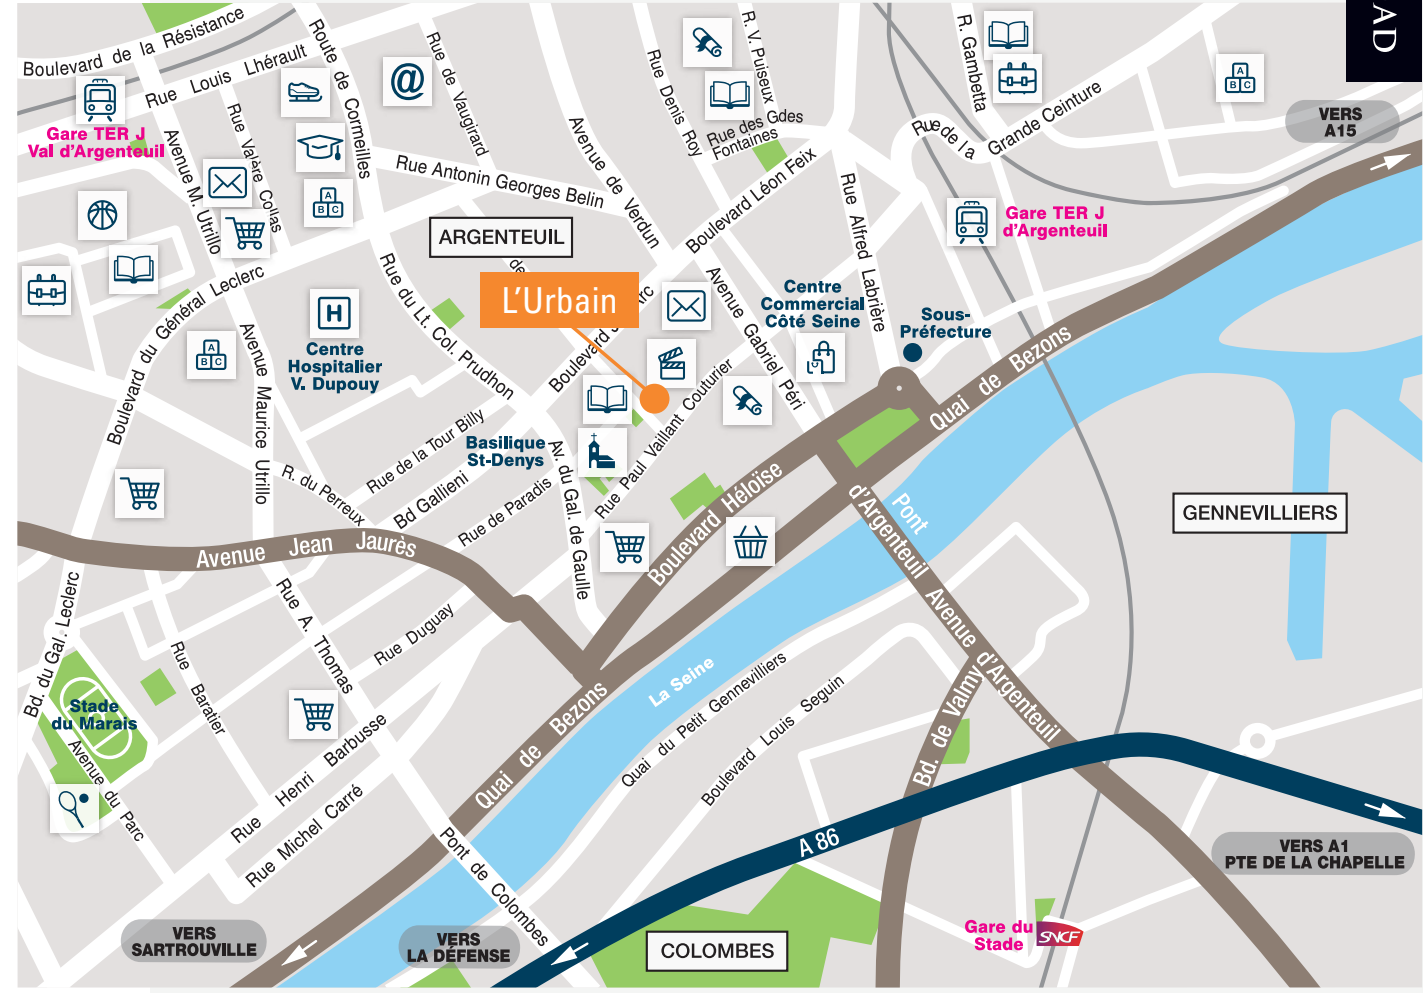 AD
Boulevard de la Résistance
Route de Cormeilles
Rue de Vaugirard
R. V. Puiseux
R. Gambetta
Rue Louis Lhérault
@
Rue Denis Roy
Rue des Gdes
Fontaines
Rue de la Grande Ceinture
A
B C
VERS
A15
Gare TER J
Val d'Argenteuil
Avenue M. Utrillo
Rue Valère Collas
Rue Antonin Georges Belin
Avenue de Verdun
Boulevard Léon Feix
Rue Alfred Labrière
A
B C
Gare TER J
d'Argenteuil
ARGENTEUIL
de
L'Urbain
Boulevard du Général Leclerc
Rue du Lt. Col. Prudhon
Avenue Gabriel Péri
Centre
Commercial
Côté Seine
Sous-
Préfecture
H
Centre
Hospitalier
V. Dupouy
A
B C
Avenue Maurice Utrillo
Boulevard J
rc
Quai de Bezons
Rue Paul Vaillant Couturier
Rue de la Tour Billy
Basilique
St-Denys
R. du Perreux
Bd Gallieni
Rue de Paradis
Av. du Gal. de Gaulle
Boulevard Héloïse
Pont
d'Argenteuil
GENNEVILLIERS
Avenue Jean Jaurès
Bd. du Gal. Leclerc
Rue A. Thomas
Rue Duguay
Rue Baratier
Avenue d'Argenteuil
La Seine
Stade
du Marais
Avenue du Parc
Quai de Bezons
Quai du Petit Gennevilliers
Boulevard Louis Seguin
Bd. de Valmy
Rue Henri Barbusse
Rue Michel Carré
Pont de Colombes
A 86
VERS A1
PTE DE LA CHAPELLE
VERS
SARTROUVILLE
VERS
LA DÉFENSE
COLOMBES
Gare du
Stade
SNCF